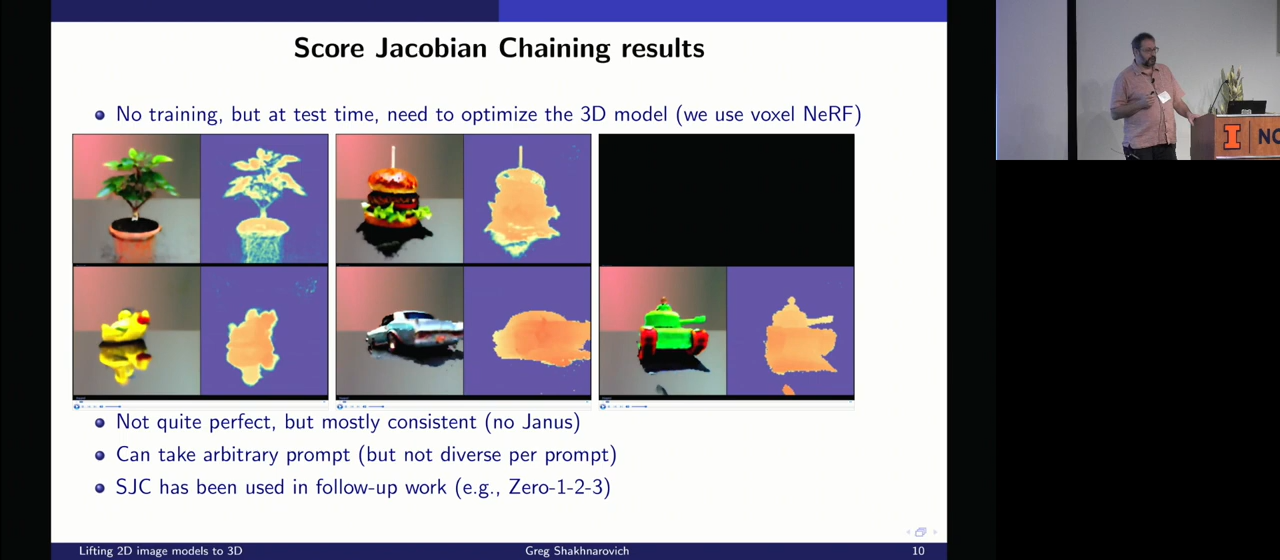 Score Jacobian Chaining results
No training, but at test time, need to optimize the 3D model (we use voxel NeRF)
Not quite perfect, but mostly consistent (no Janus)
Can take arbitrary prompt (but not diverse per prompt)
SJC has been used in follow-up work (e.g., Zero-1-2-3)
Lifting 2D image models to 3D
Greg Shakhnarovich
10
I